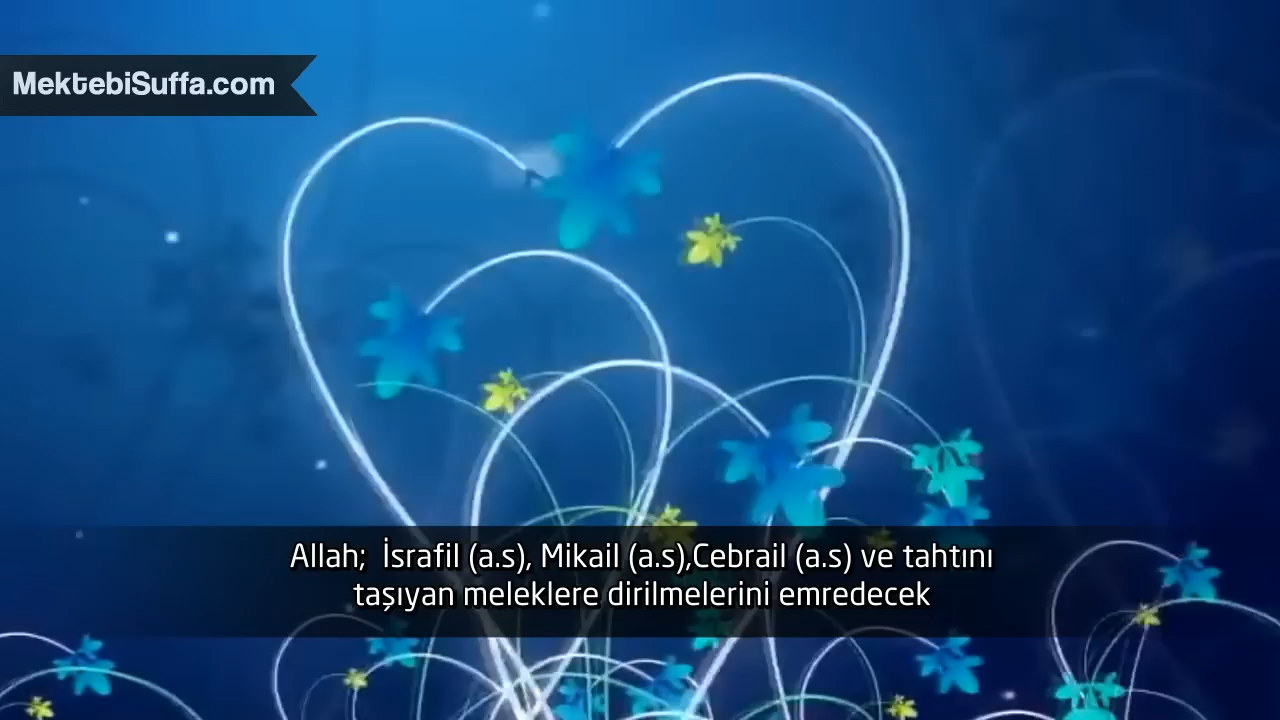 MektebiSuffa.com
Allah;  İsrafil (a.s), Mikail (a.s),Cebrail (a.s) ve tahtını
taşıyan meleklere dirilmelerini emredecek